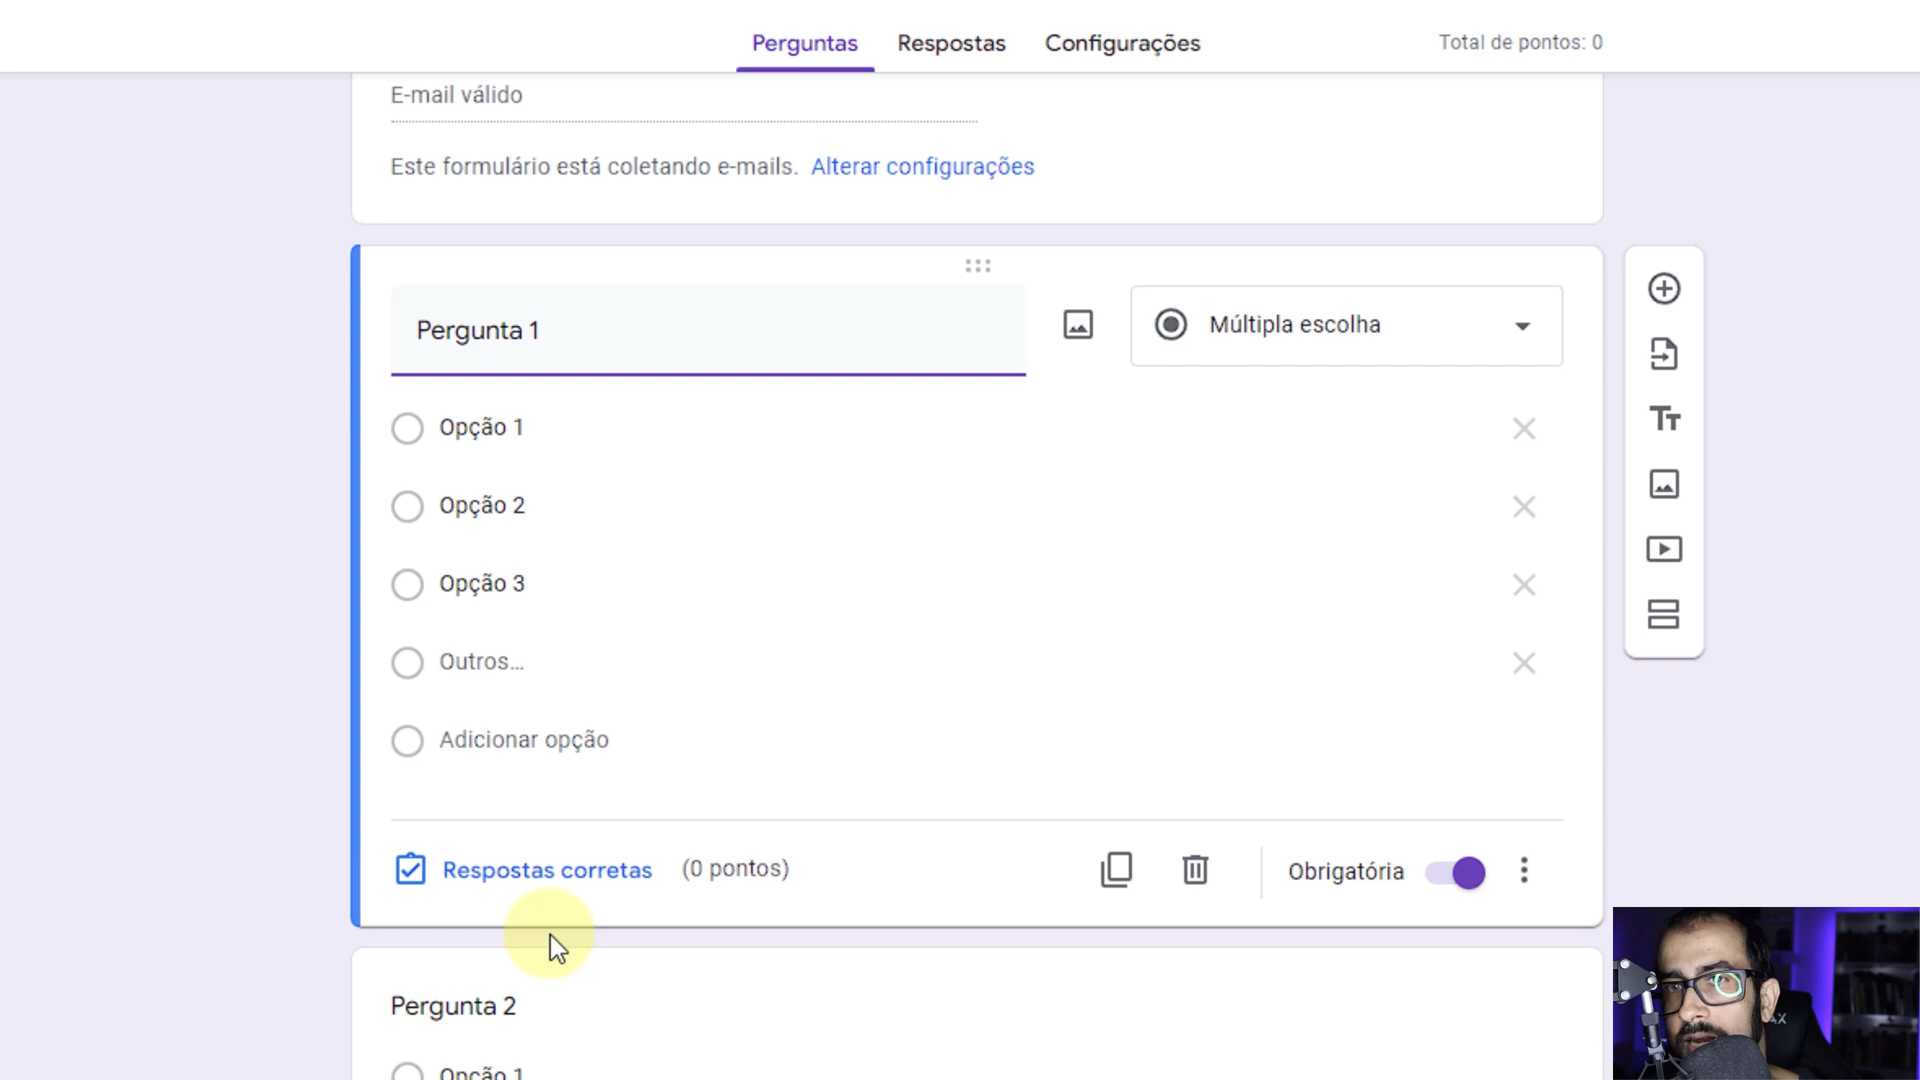 Perguntas Respostas Configurações Total de pontos: 0
E-mail válido
Este formulário está coletando e-mails. Alterar configurações
Pergunta 1
Múltipla escolha
Opção 1
Opção 2
Opção 3
Outros...
Adicionar opção
Respostas corretas (0 pontos) Obrigatória
Pergunta 2
Opção 1